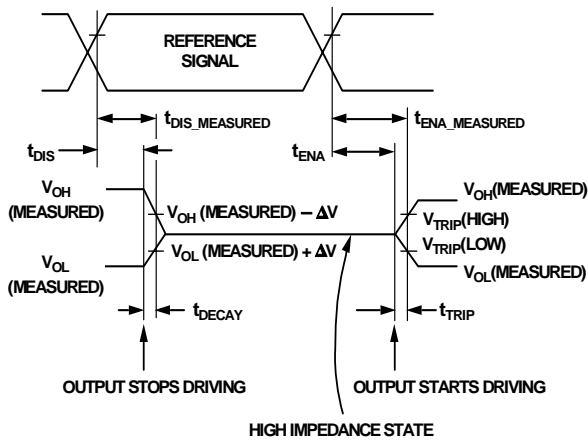 REFERENCE
SIGNAL
tDIS_MEASURED
tENA_MEASURED
tDIS
tENA
VOH
(MEASURED)
VOH (MEASURED) – ΔV
VOH(MEASURED)
VTRIP(HIGH)
VOL
(MEASURED)
VOL (MEASURED) + ΔV
VTRIP(LOW)
VOL(MEASURED)
tDECAY
tTRIP
OUTPUT STOPS DRIVING
OUTPUT STARTS DRIVING
HIGH IMPEDANCE STATE